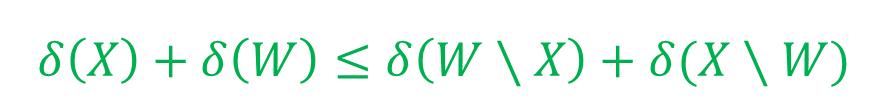 𝛿(𝑋) + 𝛿(𝑊) ≤ 𝛿(𝑊 \ 𝑋) + 𝛿(𝑋 \ 𝑊)